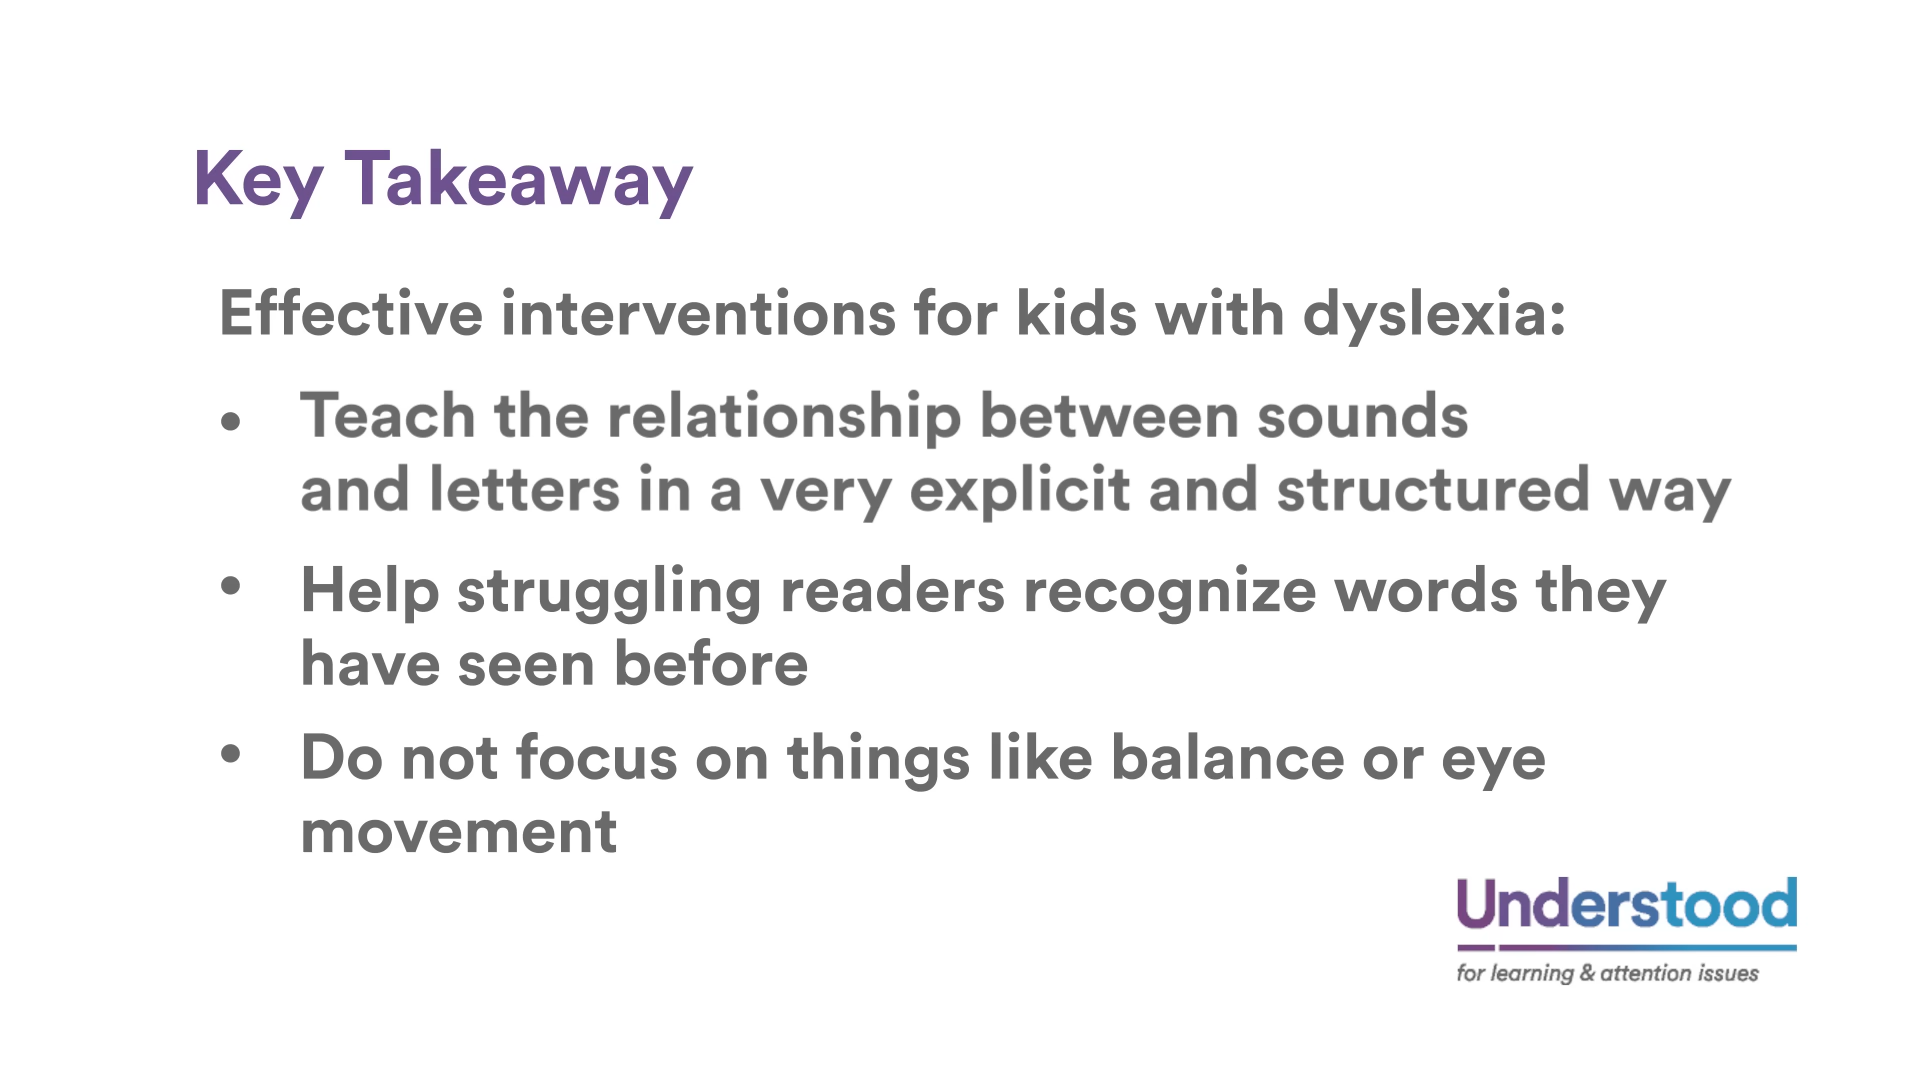 Key Takeaway
Effective interventions for kids with dyslexia:
• Teach the relationship between sounds
and letters in a very explicit and structured way
• Help struggling readers recognize words they
have seen before
• Do not focus on things like balance or eye
movement
Understood
for learning & attention issues